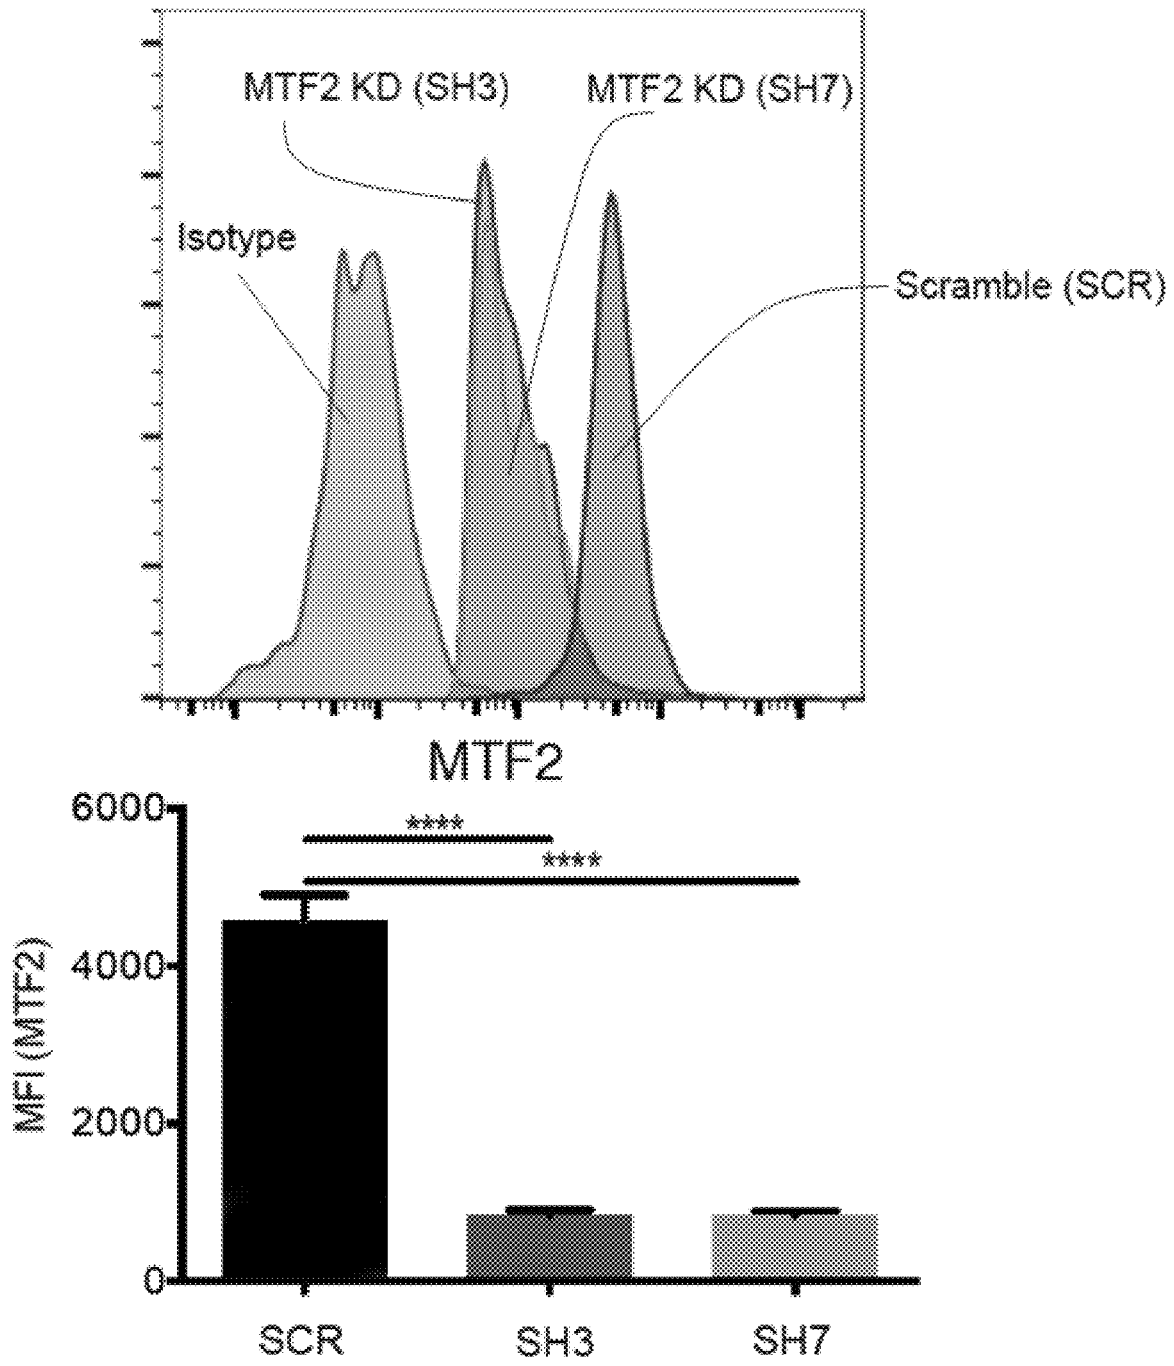 MTF2 KD (SH3)
MTF2 KD (SH7)
Isotype
Scramble (SCR)
MTF2
6000
4000
2000
0
MFI (MTF2)
****
****
SCR
SH3
SH7